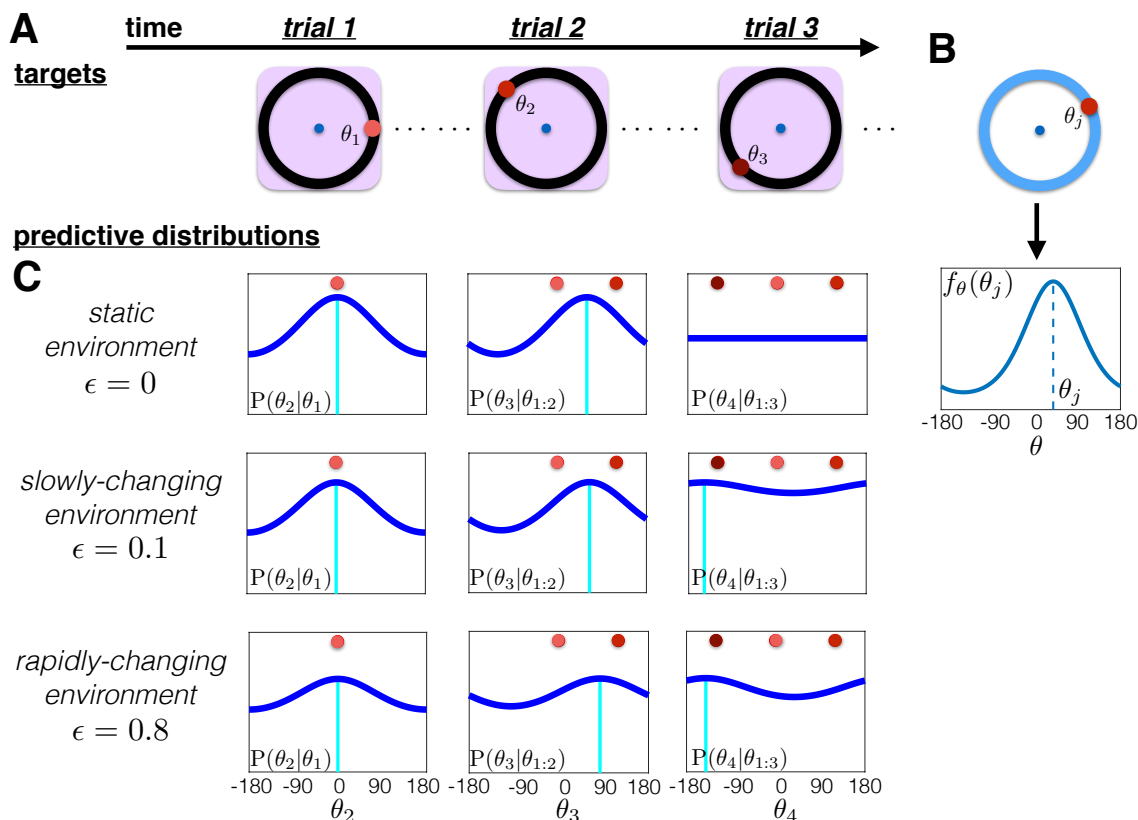 A
time trial 1 trial 2 trial 3
B
targets
θ₁ θ₂ θ₃
θⱼ
predictive distributions
C
static
environment
ϵ = 0
P(θ₂|θ₁) P(θ₃|θ₁:₂) P(θ₄|θ₁:₃)
f_θ(θⱼ)
θⱼ
-180 -90 0 90 180
θ
slowly-changing
environment
ϵ = 0.1
P(θ₂|θ₁) P(θ₃|θ₁:₂) P(θ₄|θ₁:₃)
rapidly-changing
environment
ϵ = 0.8
P(θ₂|θ₁) P(θ₃|θ₁:₂) P(θ₄|θ₁:₃)
-180 -90 0 90 180 -180 -90 0 90 180 -180 -90 0 90 180
θ₂ θ₃ θ₄